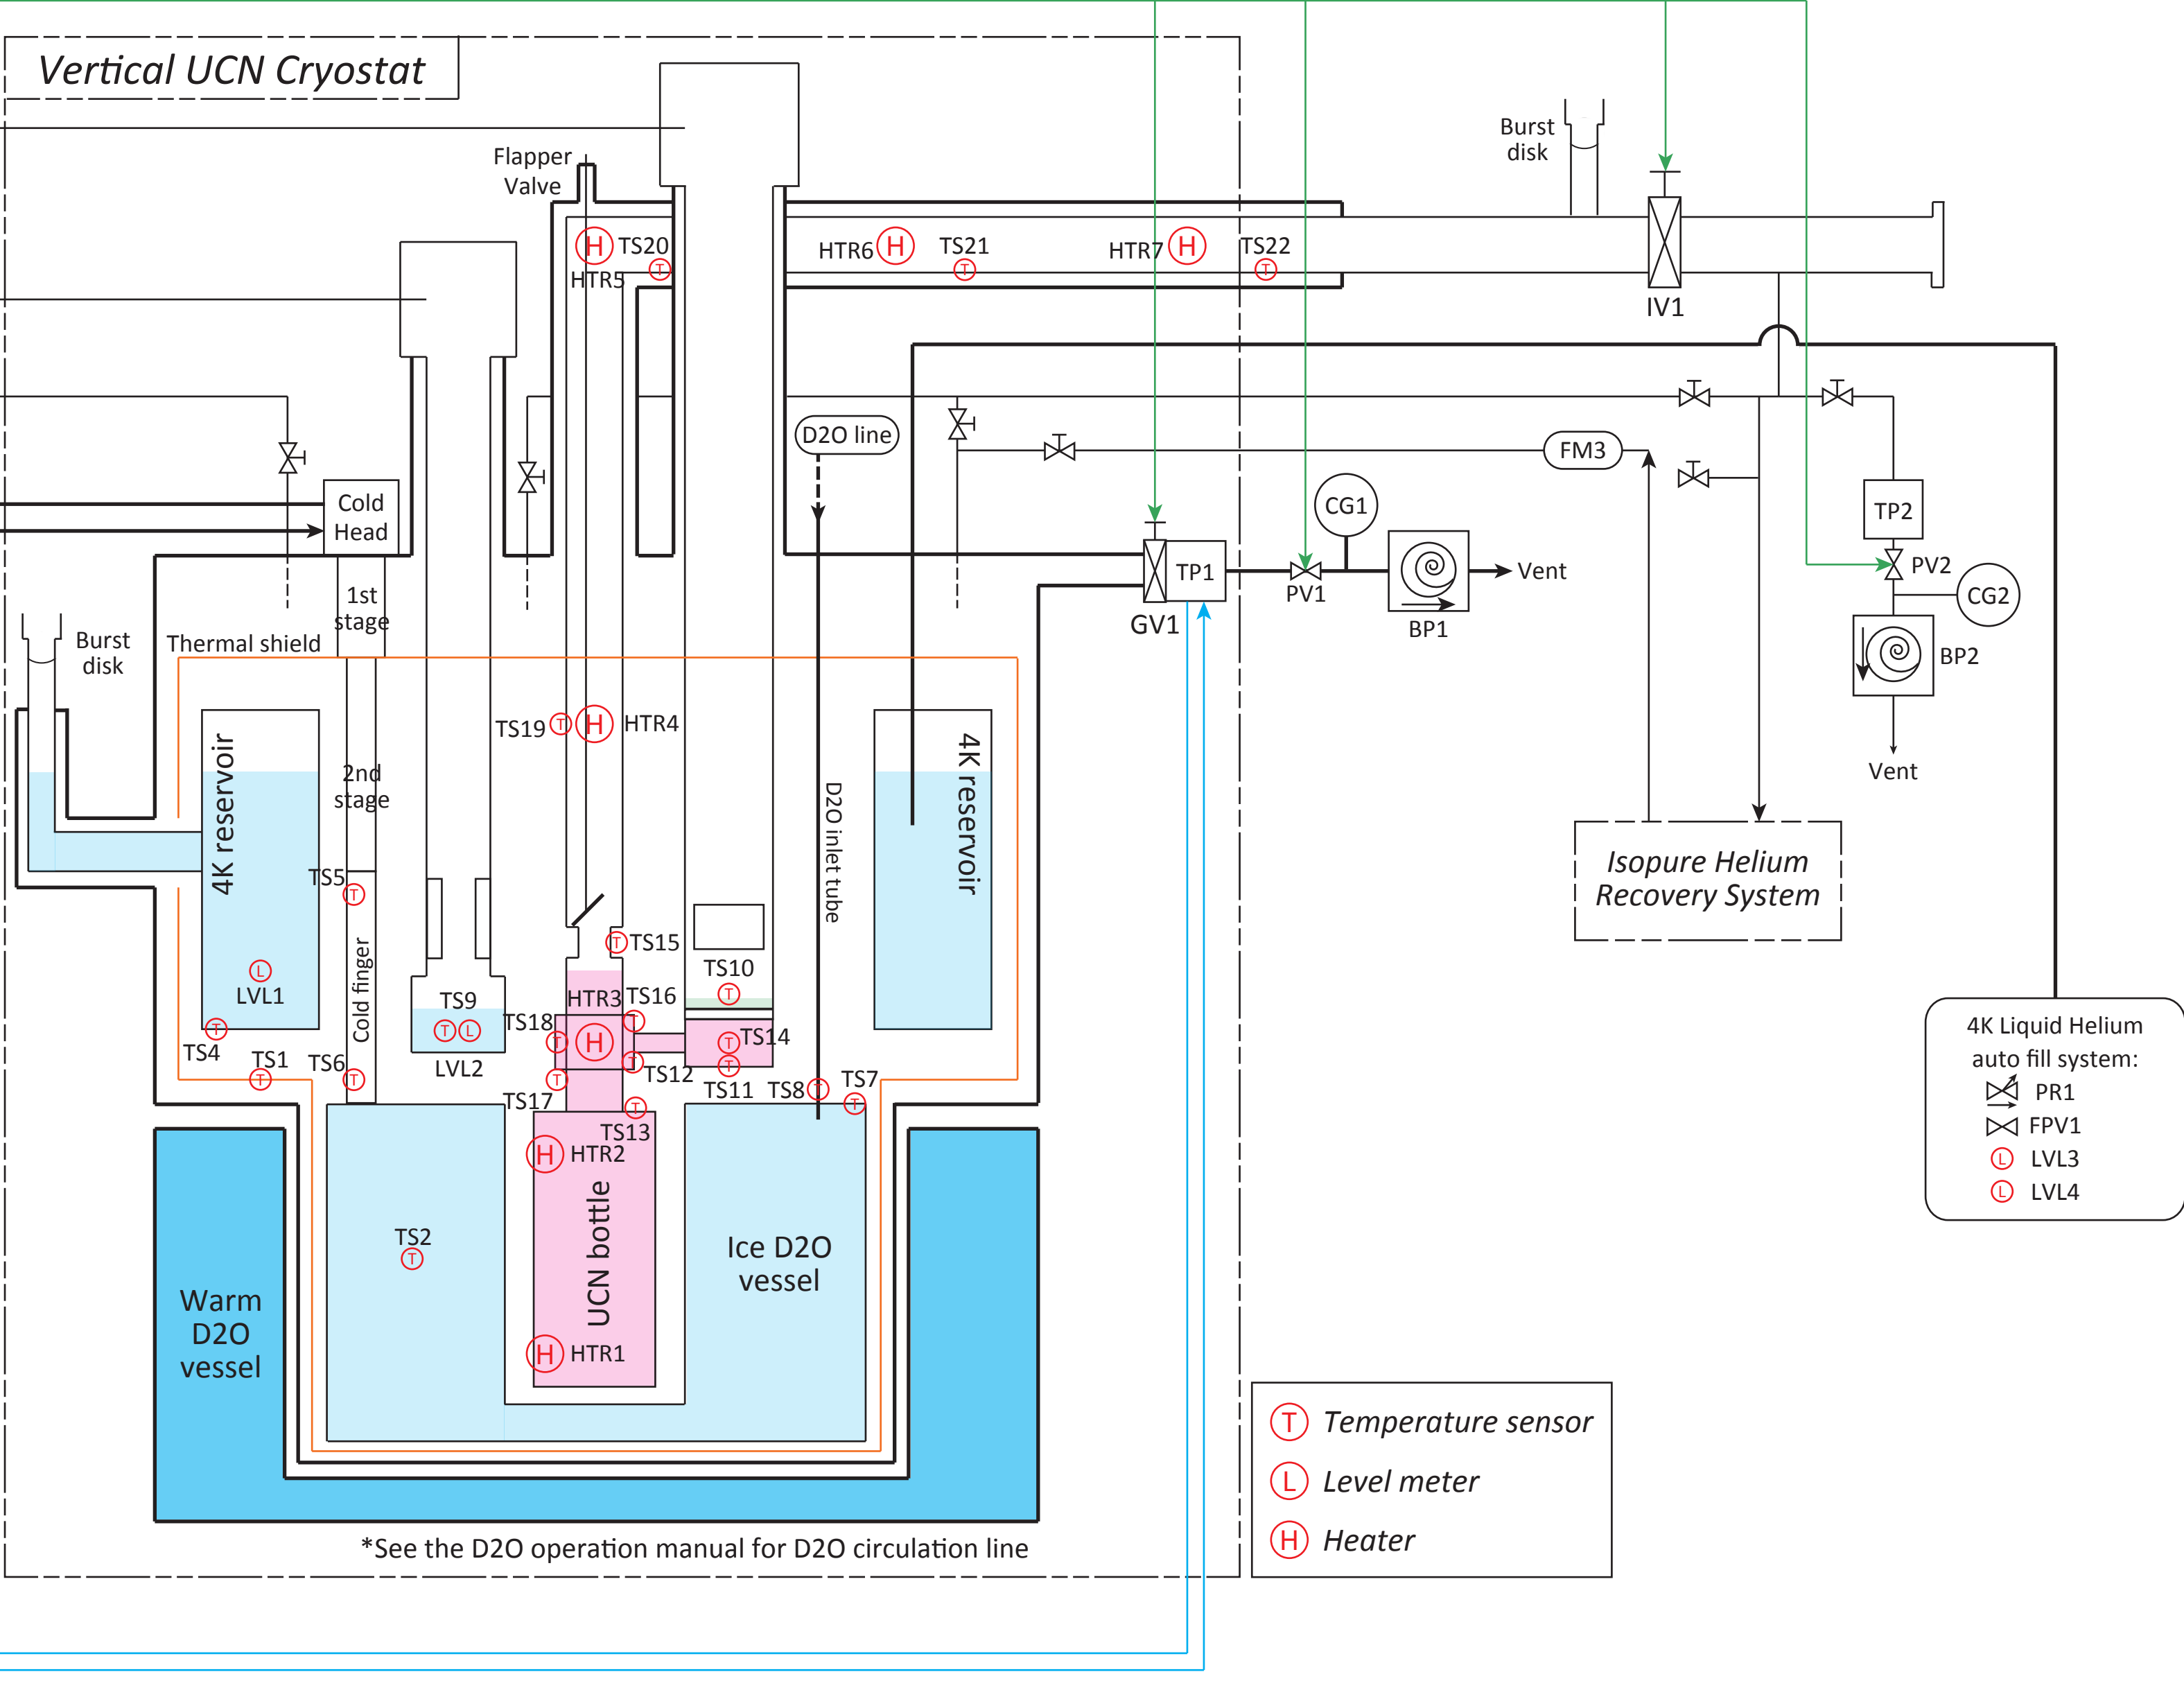 Vertical UCN Cryostat
Flapper
Valve
Burst
disk
H
TS20
T
HTR5
HTR6
H
TS21
T
HTR7
H
TS22
T
IV1
D2O line
FM3
Cold
Head
CG1
TP2
TP1
PV1
Vent
PV2
GV1
BP1
CG2
1st
stage
Burst
disk
Thermal shield
BP2
Vent
TS19
T
H
HTR4
4K reservoir
2nd
stage
D2O inlet tube
4K reservoir
Isopure Helium
Recovery System
TS5
T
Cold finger
T
TS15
L
LVL1
TS9
T
L
LVL2
HTR3
H
TS16
T
TS10
T
TS18
T
T
TS14
T
TS4
T
TS1
T
TS6
T
T
TS12
T
TS11
TS8
T
TS7
T
TS17
T
T
TS13
H
HTR2
UCN bottle
H
HTR1
TS2
T
Ice D2O
vessel
Warm
D2O
vessel
4K Liquid Helium
auto fill system:
PR1
FPV1
L
LVL3
L
LVL4
T
Temperature sensor
L
Level meter
H
Heater
*See the D2O operation manual for D2O circulation line